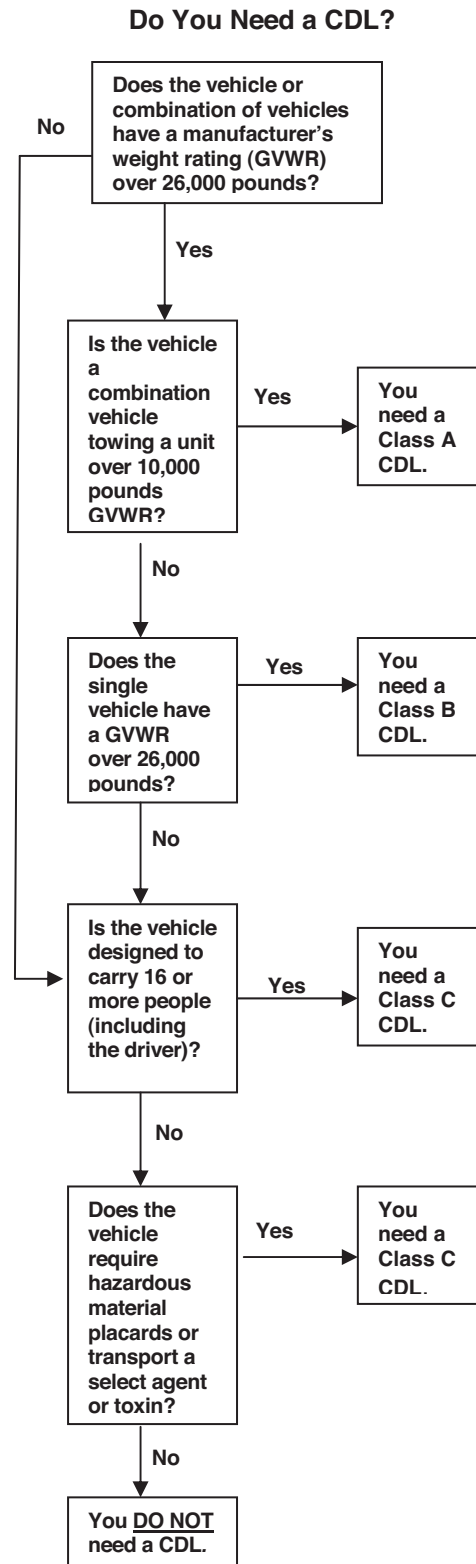 Do You Need a CDL?
Does the vehicle or
combination of vehicles
have a manufacturer's
weight rating (GVWR)
over 26,000 pounds?
No
Yes
Is the vehicle
a
combination
vehicle
towing a unit
over 10,000
pounds
GVWR?
Yes
You
need a
Class A
CDL.
No
Does the
single
vehicle have
a GVWR
over 26,000
pounds?
Yes
You
need a
Class B
CDL.
No
Is the vehicle
designed to
carry 16 or
more people
(including
the driver)?
Yes
You
need a
Class C
CDL.
No
Does the
vehicle
require
hazardous
material
placards or
transport a
select agent
or toxin?
Yes
You
need a
Class C
CDL.
No
You DO NOT
need a CDL.